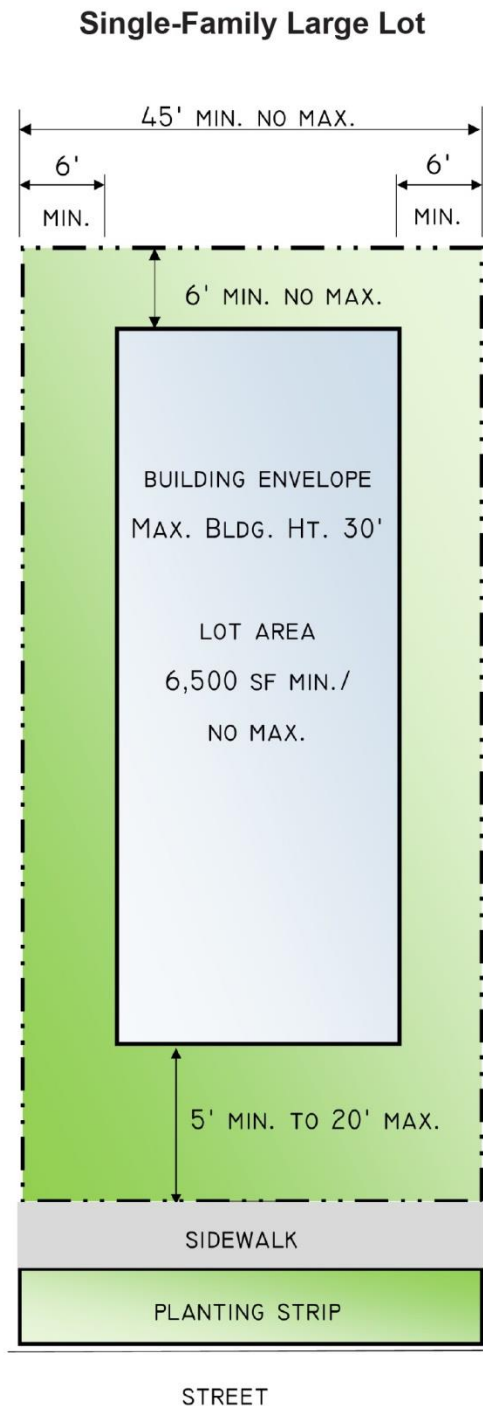 Single-Family Large Lot
45' MIN. NO MAX.
6' MIN.
6' MIN.
6' MIN. NO MAX.
BUILDING ENVELOPE
MAX. BLDG. HT. 30'
LOT AREA
6,500 SF MIN./
NO MAX.
5' MIN. TO 20' MAX.
SIDEWALK
PLANTING STRIP
STREET